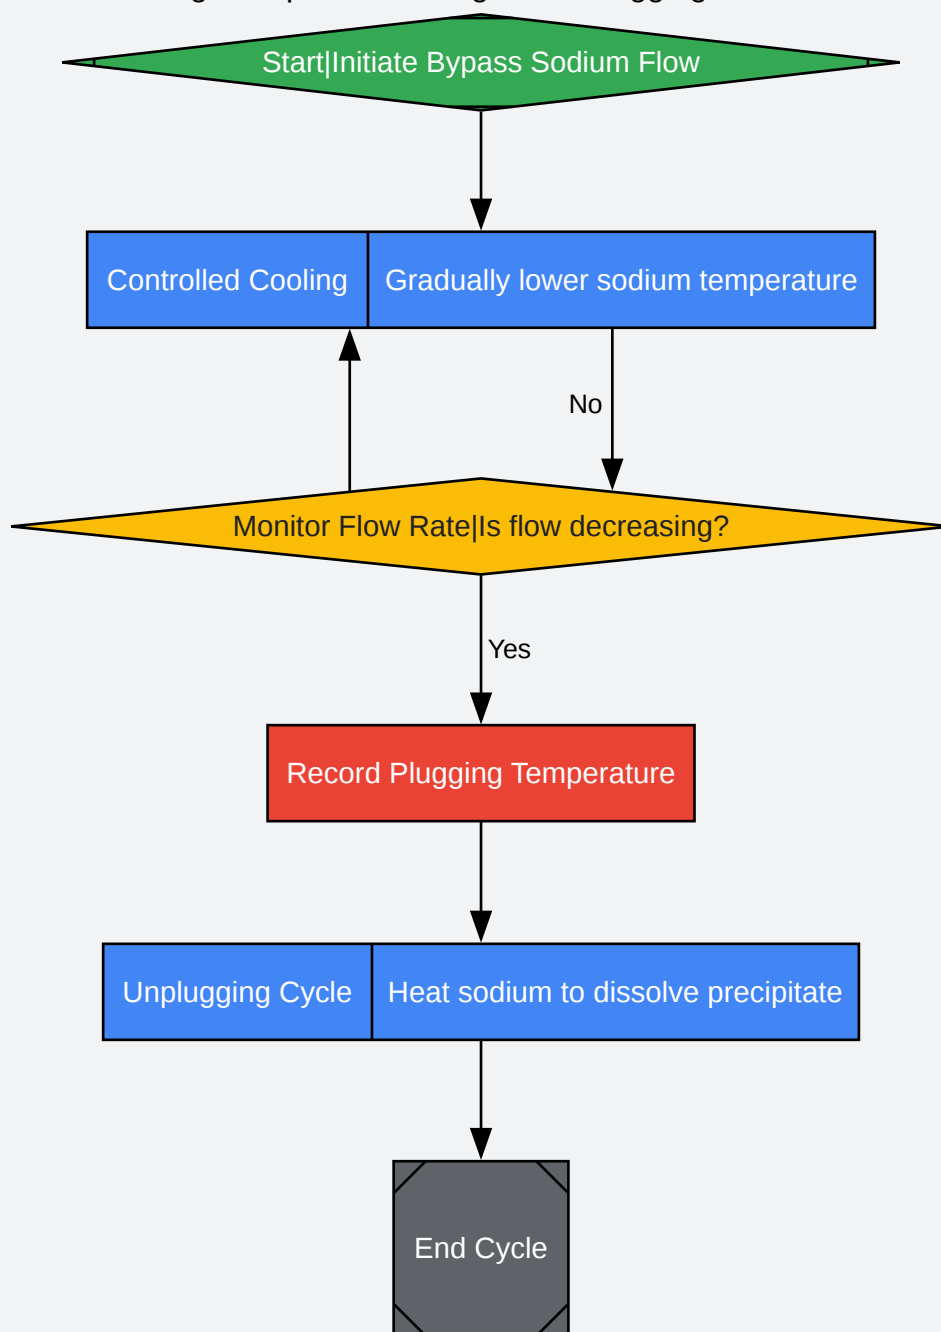 Start|Initiate Bypass Sodium Flow
Controlled Cooling
Gradually lower sodium temperature
No
Monitor Flow Rate|Is flow decreasing?
Yes
Record Plugging Temperature
Unplugging Cycle
Heat sodium to dissolve precipitate
End Cycle